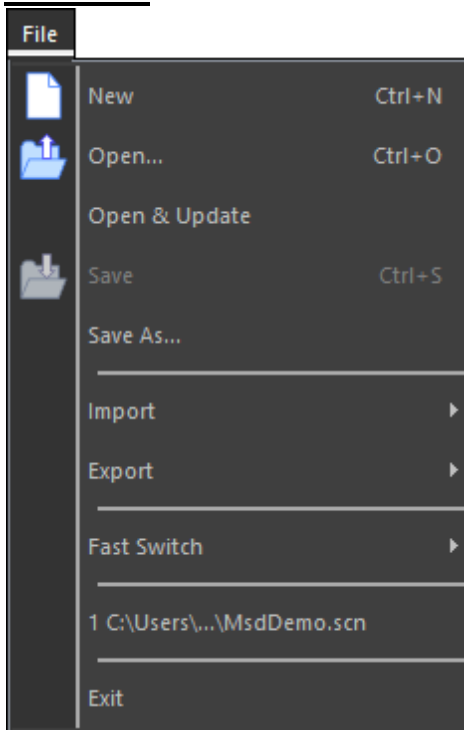 File
New Ctrl+N
Open... Ctrl+O
Open & Update
Save Ctrl+S
Save As...
Import
Export
Fast Switch
1 C:\Users\...\MsdDemo.scn
Exit